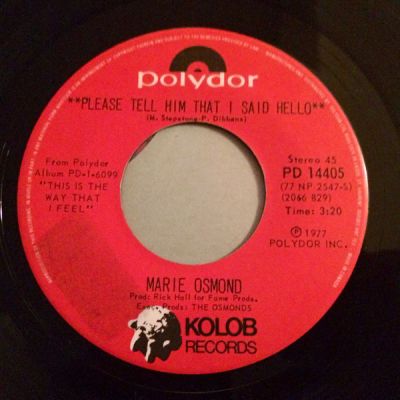 polydor
**PLEASE TELL HIM THAT I SAID HELLO**
(M. Shepstone-P. Dibbens)
From Polydor
Album PD-1-6099
"THIS IS THE
WAY THAT
I FEEL"
Stereo 45
PD 14405
(77 NP 2547-S)
(2066 829)
Time: 3:20
℗ 1977
POLYDOR INC.
MARIE OSMOND
Prod: Rick Hall for Fame Prods.
Exec. Prods: THE OSMONDS
KOLOB
RECORDS